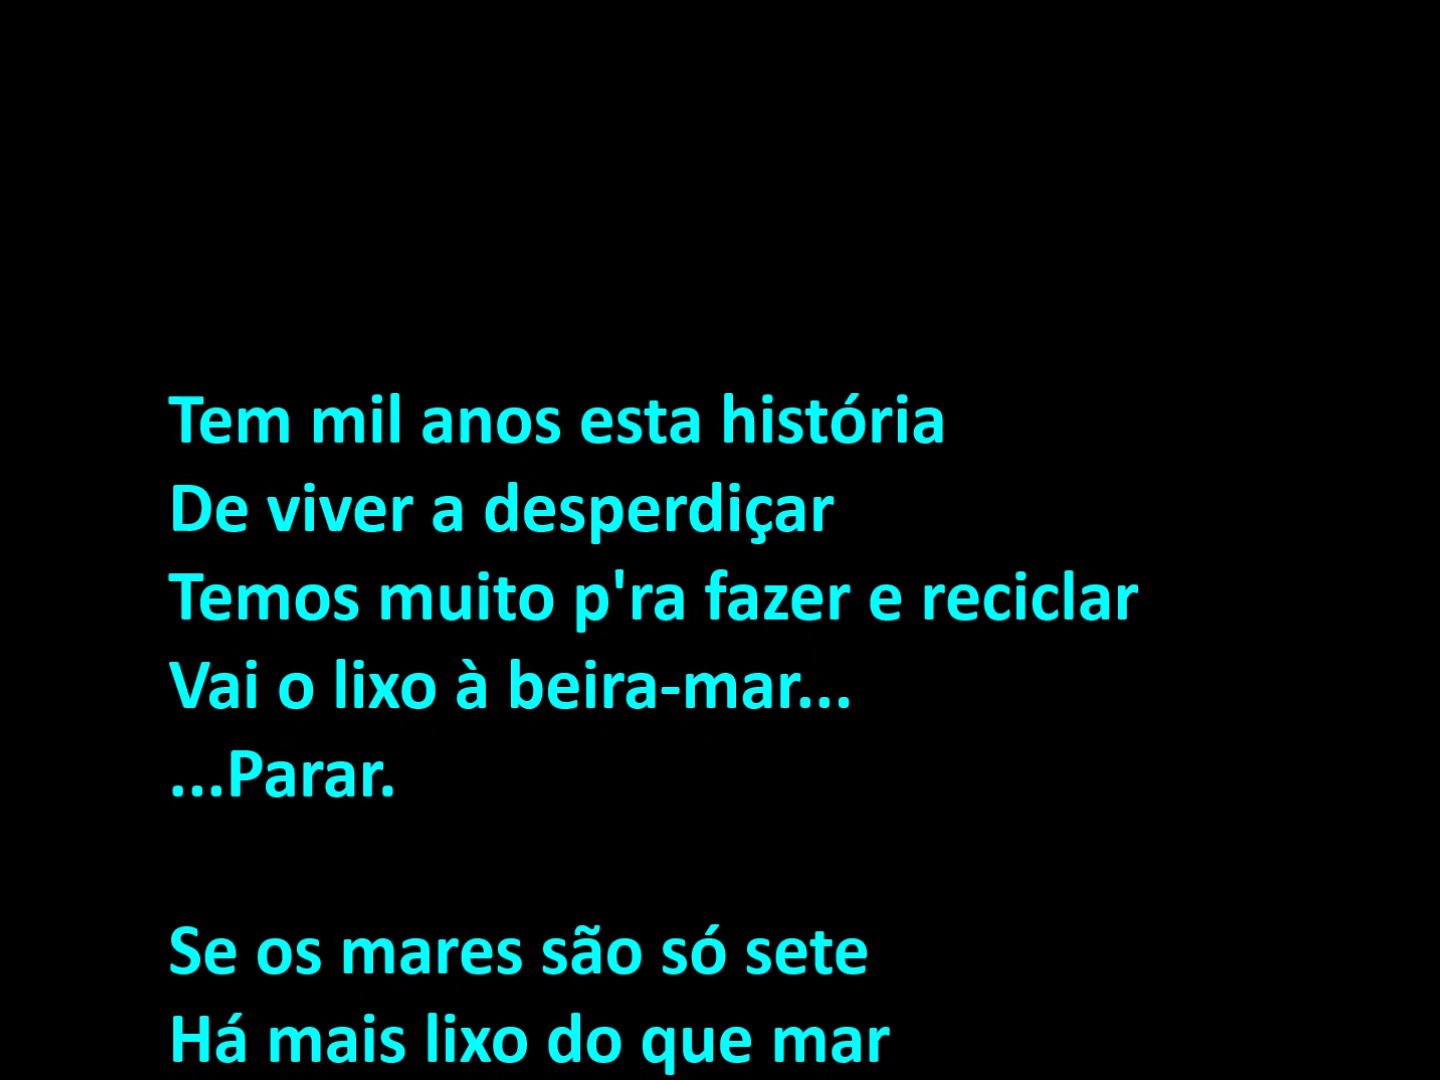 Tem mil anos esta história
De viver a desperdiçar
Temos muito p'ra fazer e reciclar
Vai o lixo à beira-mar...
...Parar.
Se os mares são só sete
Há mais lixo do que mar